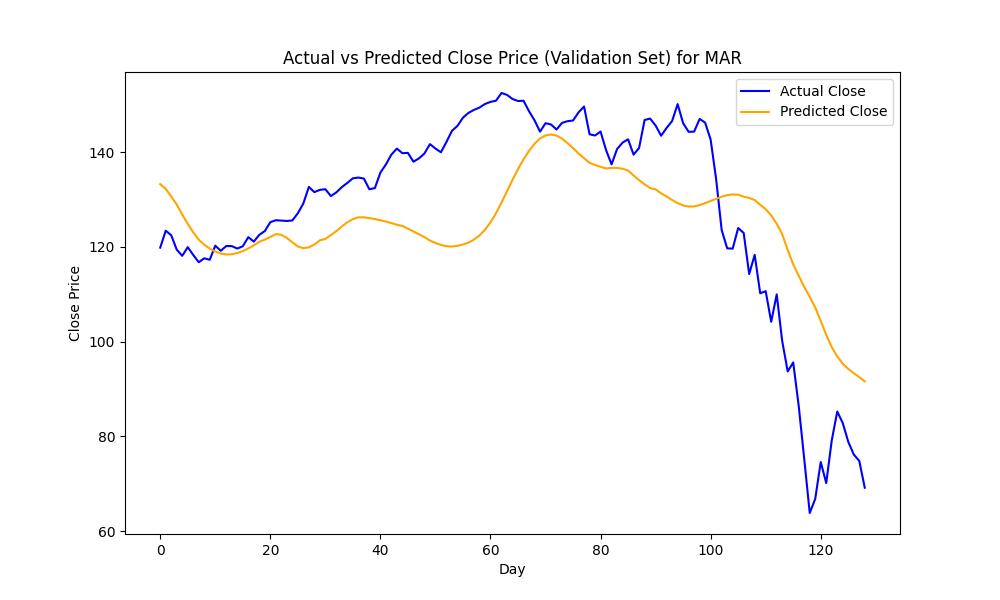 Actual vs Predicted Close Price (Validation Set) for MAR
Actual Close
Predicted Close
Close Price
140
120
100
80
60
0 20 40 60 80 100 120
Day